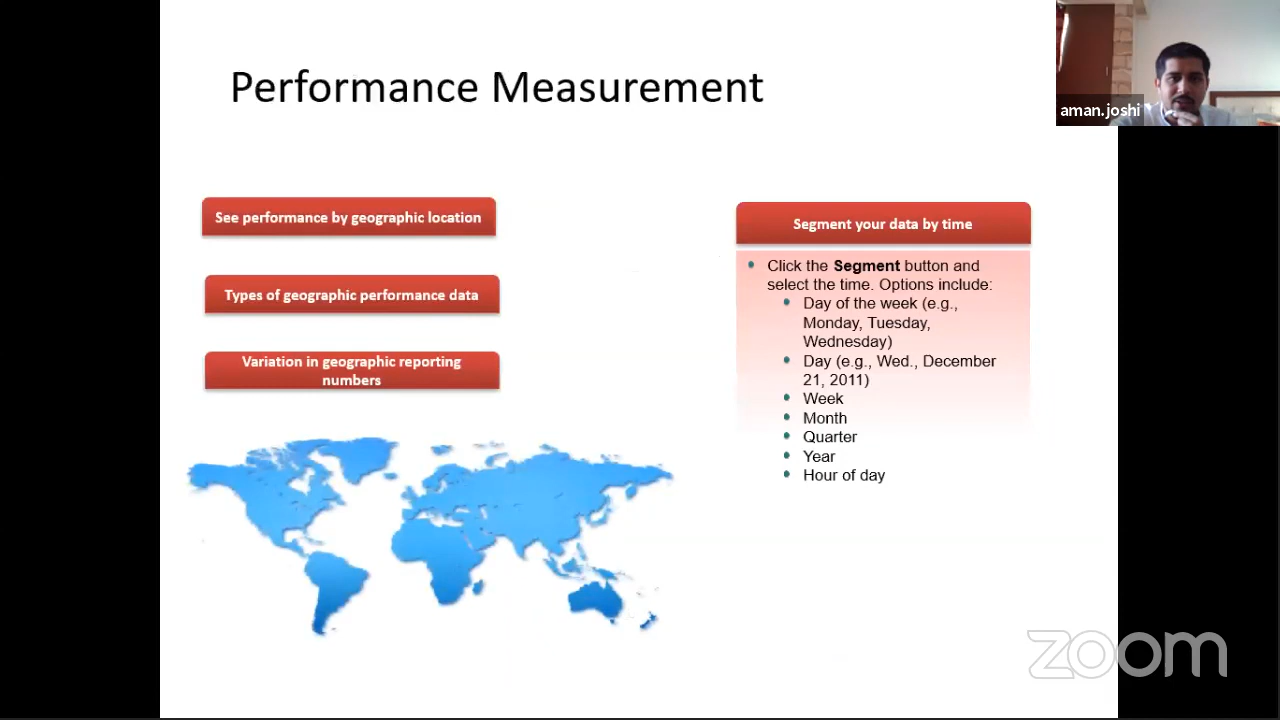 Performance Measurement
aman.joshi
See performance by geographic location
Types of geographic performance data
Variation in geographic reporting
numbers
Segment your data by time
Click the Segment button and
select the time. Options include:
Day of the week (e.g.,
Monday, Tuesday,
Wednesday)
Day (e.g., Wed., December
21, 2011)
Week
Month
Quarter
Year
Hour of day
zoom